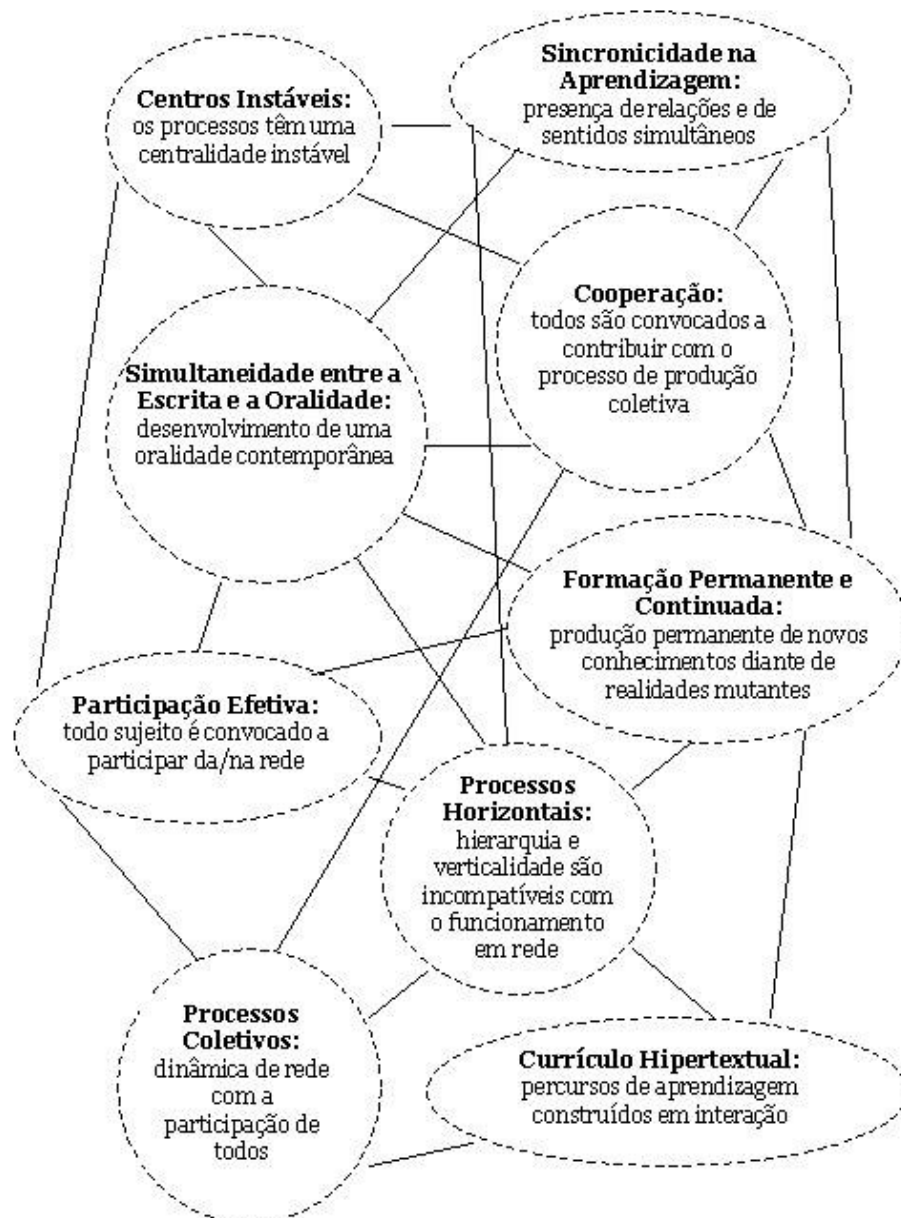 Centros Instáveis:
os processos têm uma
centralidade instável
Sincronicidade na
Aprendizagem:
presença de relações e de
sentidos simultâneos
Cooperação:
todos são convocados a
contribuir com o
processo de produção
coletiva
Simultaneidade entre a
Escrita e a Oralidade:
desenvolvimento de uma
oralidade contemporânea
Formação Permanente e
Continuada:
produção permanente de novos
conhecimentos diante de
realidades mutantes
Participação Efetiva:
todo sujeito é convocado a
participar da/na rede
Processos
Horizontais:
hierarquia e
verticalidade são
incompatíveis com
o funcionamento
em rede
Processos
Coletivos:
dinâmica de rede
com a
participação de
todos
Currículo Hipertextual:
percursos de aprendizagem
construídos em interação